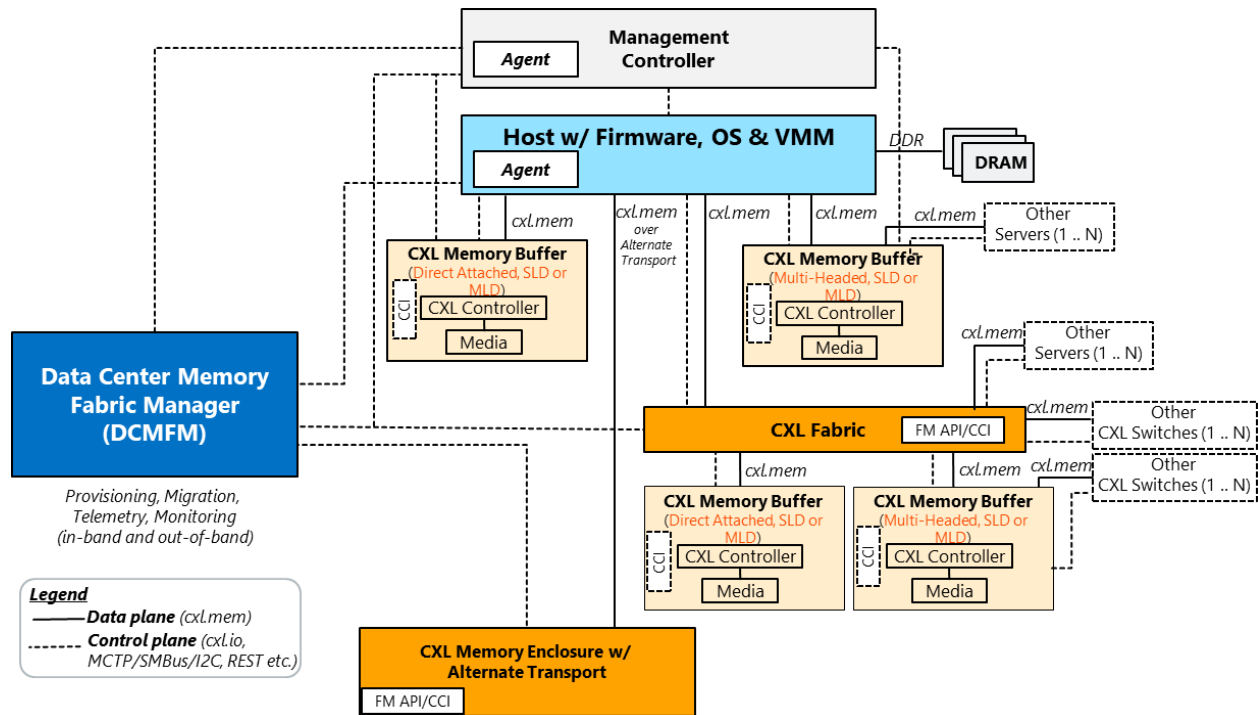 Management
Controller
Agent
Host w/ Firmware, OS & VMM
Agent
DDR
DRAM
cxl.mem
cxl.mem
over
Alternate
Transport
cxl.mem
cxl.mem
cxl.mem
Other
Servers (1 .. N)
CXL Memory Buffer
(Direct Attached, SLD or
MLD)
CCI
CXL Controller
Media
CXL Memory Buffer
(Multi-Headed, SLD or
MLD)
CCI
CXL Controller
Media
cxl.mem
Other
Servers (1 .. N)
Data Center Memory
Fabric Manager
(DCMFM)
Provisioning, Migration,
Telemetry, Monitoring
(in-band and out-of-band)
CXL Fabric
FM API/CCI
cxl.mem
Other
CXL Switches (1 .. N)
cxl.mem
cxl.mem
cxl.mem
Other
CXL Switches (1 .. N)
CXL Memory Buffer
(Direct Attached, SLD or
MLD)
CCI
CXL Controller
Media
CXL Memory Buffer
(Multi-Headed, SLD or
MLD)
CCI
CXL Controller
Media
Legend
Data plane (cxl.mem)
Control plane (cxl.io,
MCTP/SMBus/I2C, REST etc.)
CXL Memory Enclosure w/
Alternate Transport
FM API/CCI